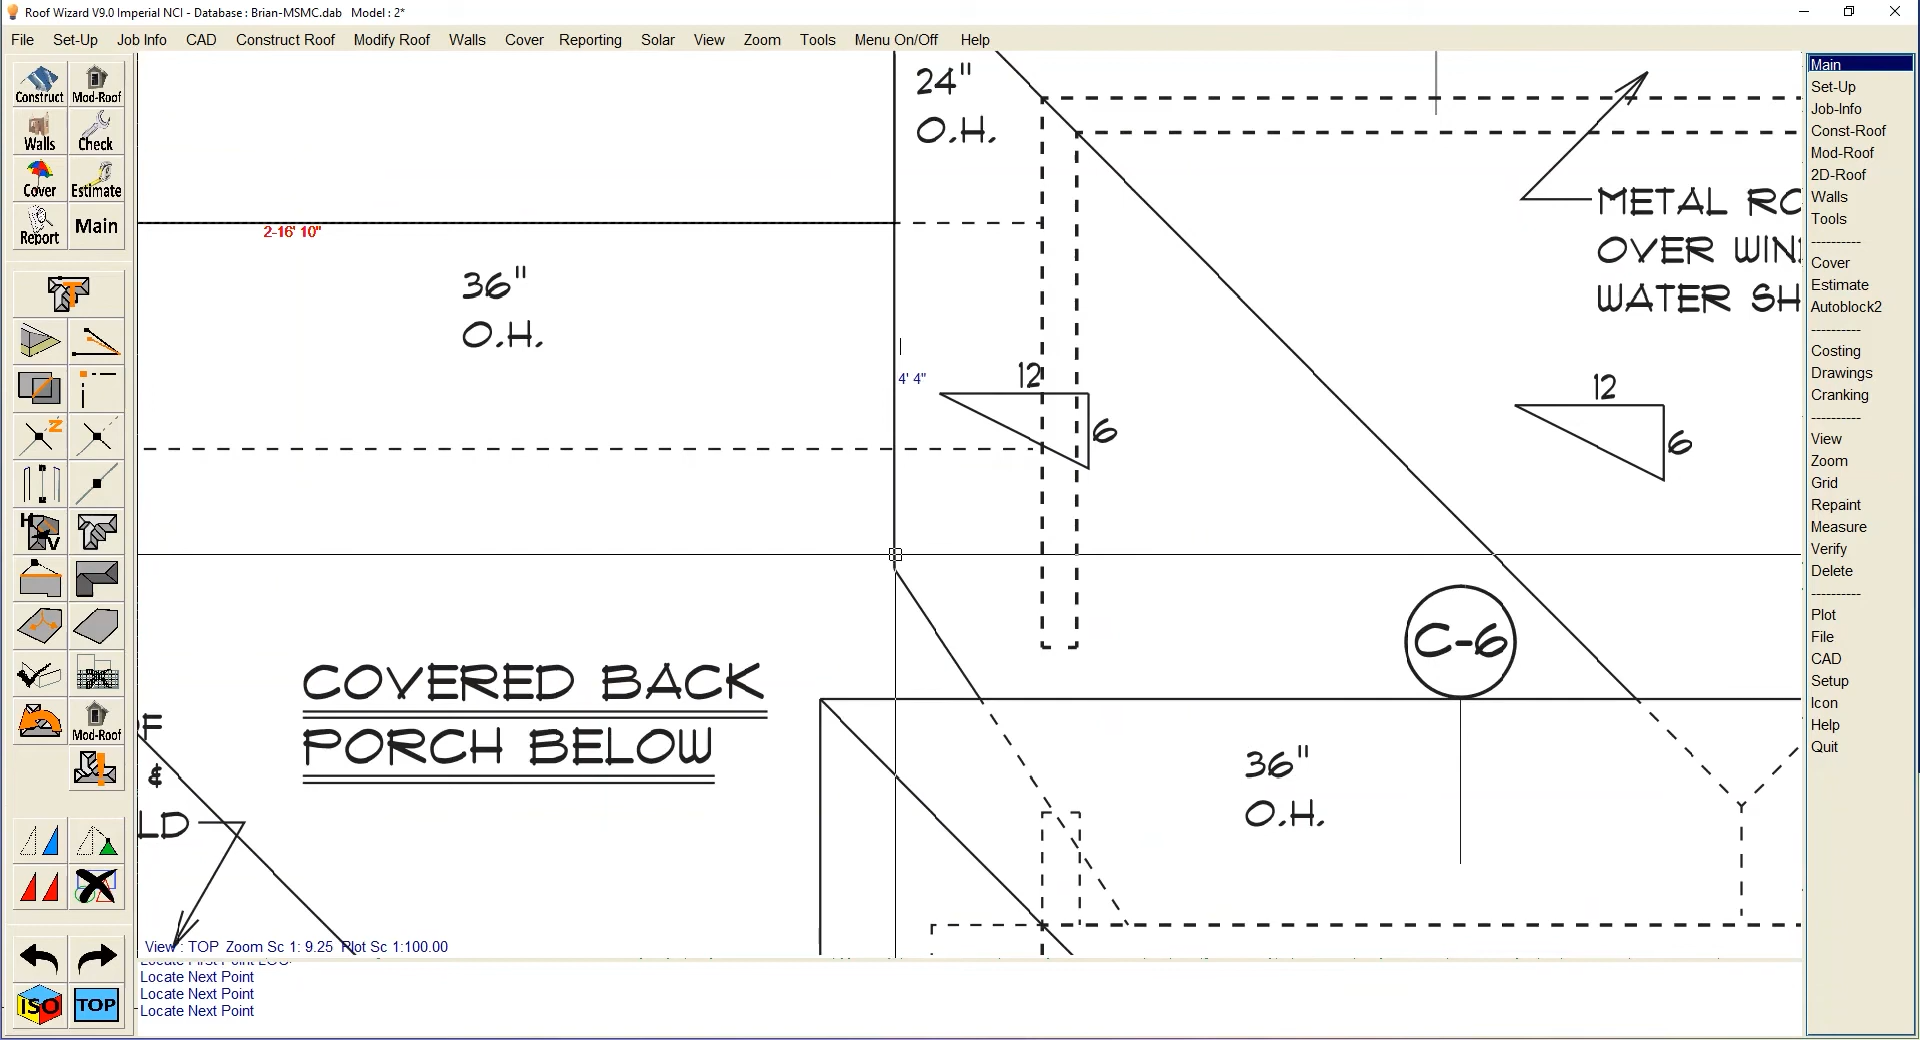 Roof Wizard V9.0 Imperial NCI - Database : Brian-MSMC.dab   Model : 2*
File
Set-Up
Job Info
CAD
Construct Roof
Modify Roof
Walls
Cover
Reporting
Solar
View
Zoom
Tools
Menu On/Off
Help
Construct
Mod-Roof
Walls
Check
Cover
Estimate
Report
Main
Z
H
V
Mod-Roof
ISO
TOP
24"
O.H.
2-16' 10"
36"
O.H.
4' 4"
12
6
METAL RO
OVER WIN
WATER SH
12
6
C-6
COVERED BACK
PORCH BELOW
36"
O.H.
F
&
LD
View : TOP  Zoom Sc 1: 9.25  Plot Sc 1:100.00
Locate Next Point
Locate Next Point
Locate Next Point
Main
Set-Up
Job-Info
Const-Roof
Mod-Roof
2D-Roof
Walls
Tools
----------
Cover
Estimate
Autoblock2
----------
Costing
Drawings
Cranking
----------
View
Zoom
Grid
Repaint
Measure
Verify
Delete
----------
Plot
File
CAD
Setup
Icon
Help
Quit